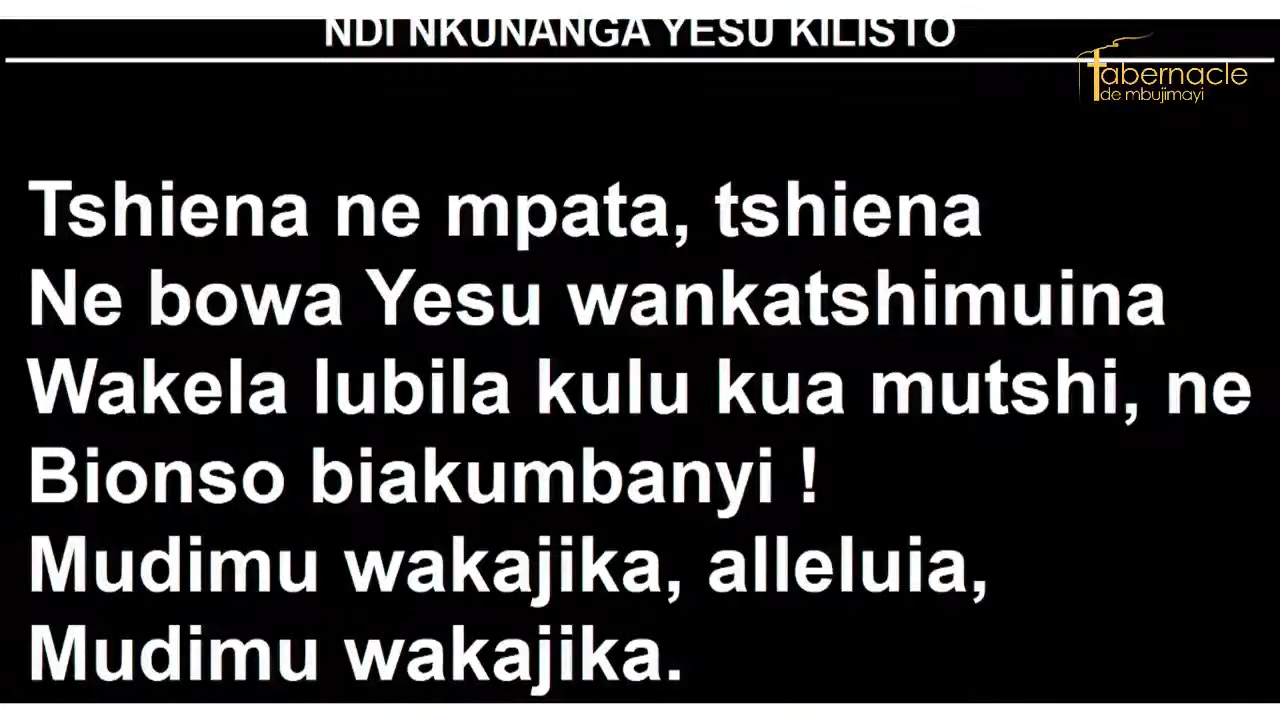 NDI NKUNANGA YESU KILISTO
Tabernacle
de mbujimayi
Tshiena ne mpata, tshiena
Ne bowa Yesu wankatshimuina
Wakela lubila kulu kua mutshi, ne
Bionso biakumbanyi !
Mudimu wakajika, alleluia,
Mudimu wakajika.